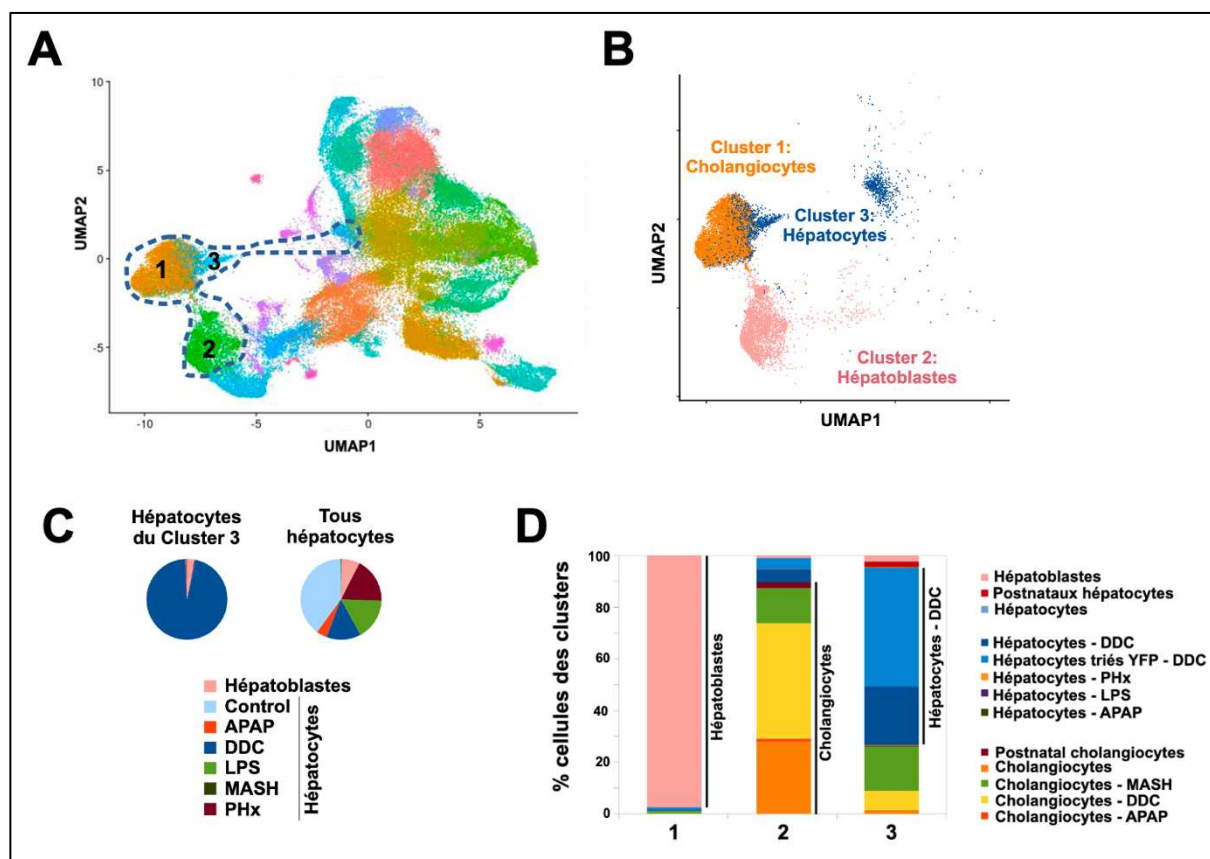 A
10
5
0
-5
UMAP2
1
3
2
-10
-5
0
5
UMAP1
B
Cluster 1:
Cholangiocytes
Cluster 3:
Hépatocytes
Cluster 2:
Hépatoblastes
UMAP2
UMAP1
C
Hépatocytes
du Cluster 3
Tous
hépatocytes
Hépatoblastes
Control
APAP
DDC
LPS
MASH
PHx
Hépatocytes
D
% cellules des clusters
100
80
60
40
20
0
Hépatoblastes
Cholangiocytes
Hépatocytes - DDC
1
2
3
Hépatoblastes
Postnataux hépatocytes
Hépatocytes
Hépatocytes - DDC
Hépatocytes triés YFP - DDC
Hépatocytes - PHx
Hépatocytes - LPS
Hépatocytes - APAP
Postnatal cholangiocytes
Cholangiocytes
Cholangiocytes - MASH
Cholangiocytes - DDC
Cholangiocytes - APAP